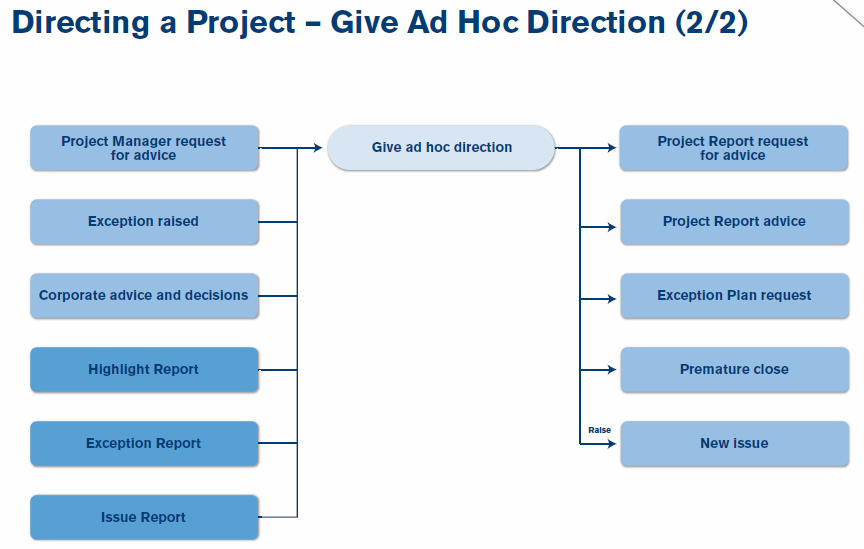 Directing a Project – Give Ad Hoc Direction (2/2)
Project Manager request
for advice
Give ad hoc direction
Project Report request
for advice
Exception raised
Project Report advice
Corporate advice and decisions
Exception Plan request
Highlight Report
Premature close
Exception Report
Raise
New issue
Issue Report